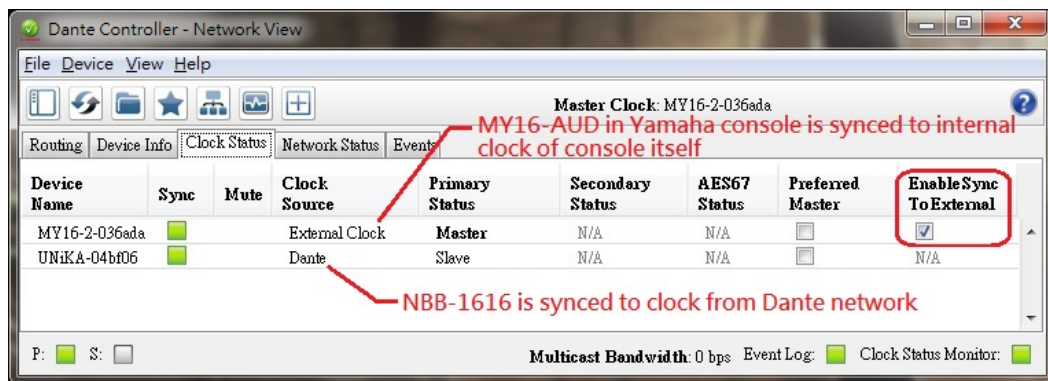 Dante Controller - Network View
File Device View Help
Master Clock: MY16-2-036ada
MY16-AUD in Yamaha console is synced to internal
clock of console itself
Routing Device Info Clock Status Network Status Events
Device Name Sync Mute Clock Source Primary Status Secondary Status AES67 Status Preferred Master Enable Sync To External
MY16-2-036ada External Clock Master N/A N/A
UNiKA-04bf06 Dante Slave N/A N/A N/A
NBB-1616 is synced to clock from Dante network
P: S: Multicast Bandwidth: 0 bps Event Log: Clock Status Monitor: